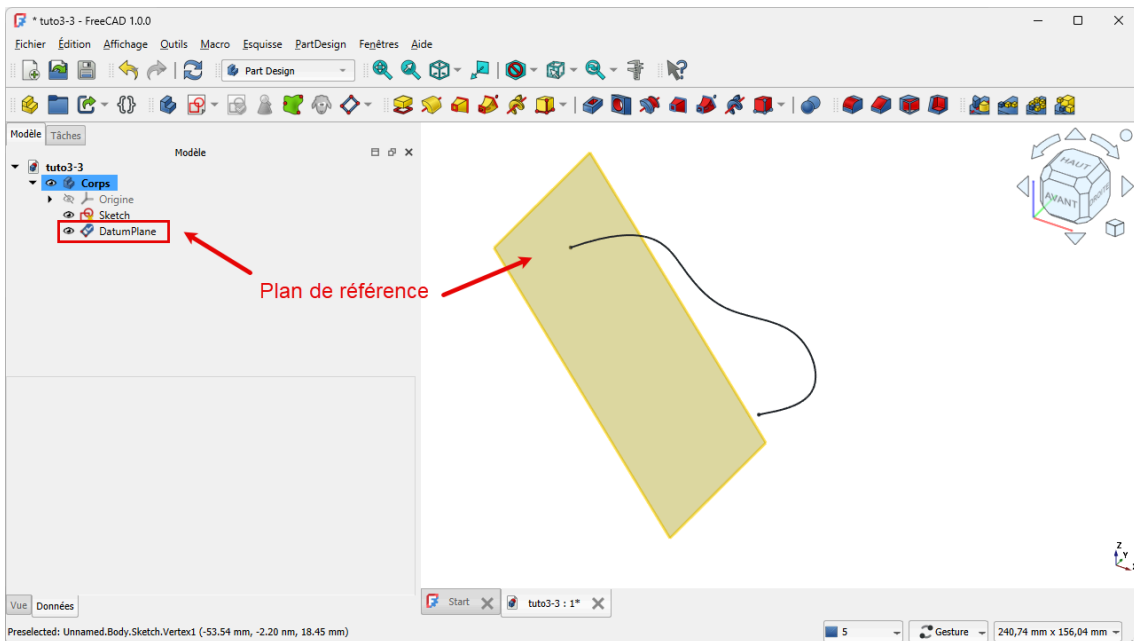 * tuto3-3 - FreeCAD 1.0.0
Fichier Édition Affichage Outils Macro Esquisse PartDesign Fenêtres Aide
Part Design
Modèle Tâches
Modèle
tuto3-3
Corps
Origine
Sketch
DatumPlane
Plan de référence
HAUT
AVANT
DROITE
Z
Y
X
Vue Données
Start tuto3-3 : 1*
Preselected: Unnamed.Body.Sketch.Vertex1 (-53.54 mm, -2.20 nm, 18.45 mm)
5 Gesture 240,74 mm x 156,04 mm